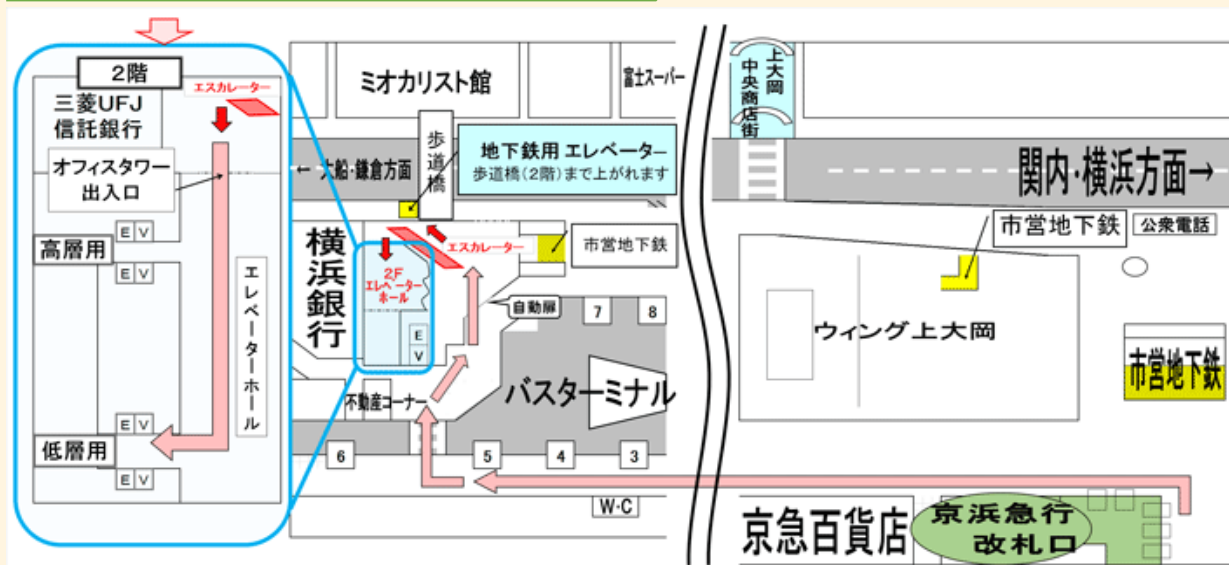 2階
エスカレーター
三菱UFJ
信託銀行
オフィスタワー
出入口
EV
高層用
EV
エレベーターホール
EV
低層用
EV
ミオカリスト館
富士スーパー
歩道橋
地下鉄用 エレベーター
歩道橋(2階)まで上がれます
← 大船・鎌倉方面
横浜銀行
エスカレーター
市営地下鉄
2F
エレベーター
ホール
E
V
自動扉
7
8
バスターミナル
不動産コーナー
6
5
4
3
W・C
上大岡
中央商店街
関内・横浜方面→
市営地下鉄
公衆電話
ウィング上大岡
市営地下鉄
京急百貨店
京浜急行
改札口